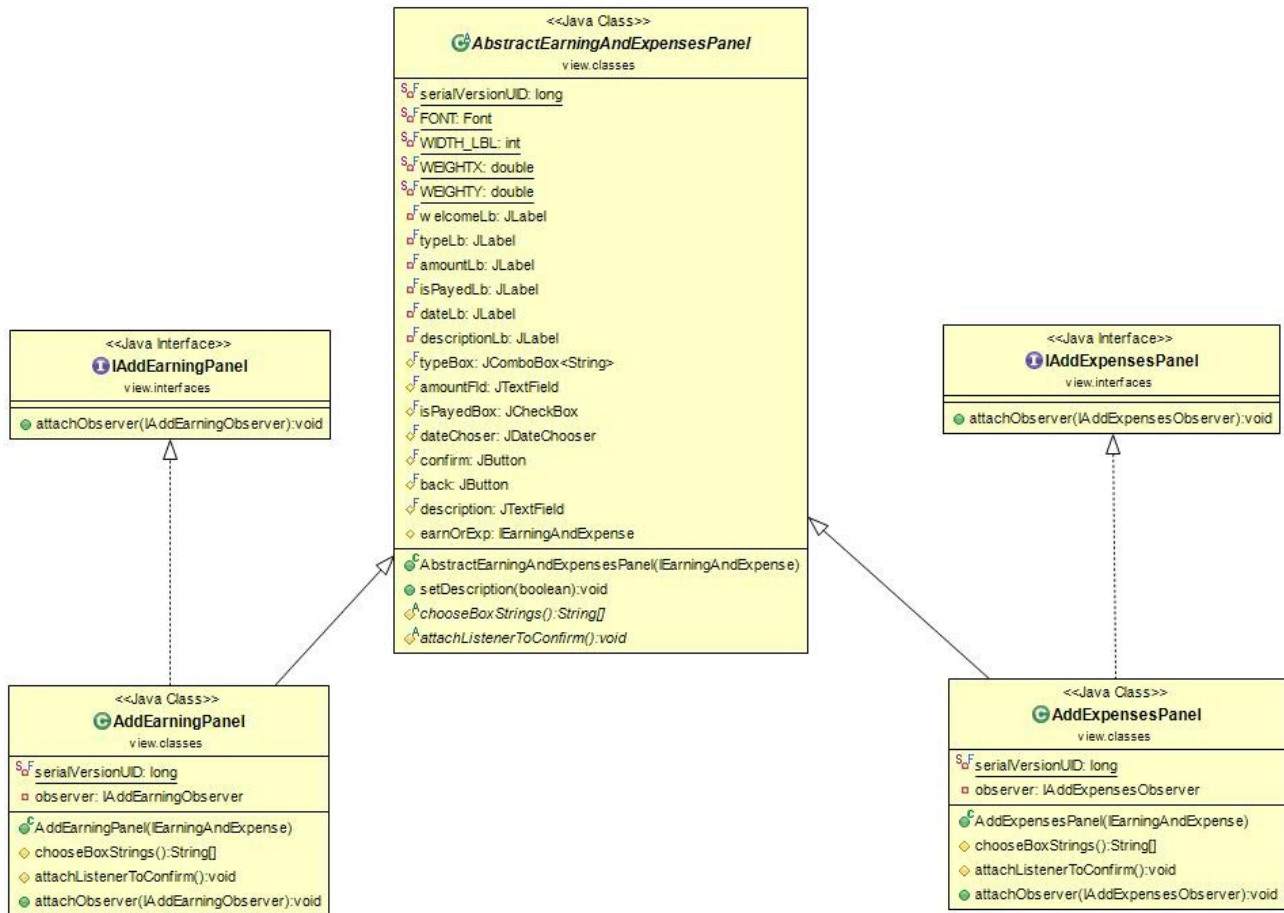 <<Java Class>>
AbstractEarningAndExpensesPanel
view.classes
serialVersionUID: long
FONT: Font
WIDTH_LBL: int
WEIGHTX: double
WEIGHTY: double
welcomeLb: JLabel
typeLb: JLabel
amountLb: JLabel
isPayedLb: JLabel
dateLb: JLabel
descriptionLb: JLabel
typeBox: JComboBox<String>
amountFld: JTextField
isPayedBox: JCheckBox
dateChoser: JDateChooser
confirm: JButton
back: JButton
description: JTextField
earnOrExp: IEarningAndExpense
AbstractEarningAndExpensesPanel(IEarningAndExpense)
setDescription(boolean):void
chooseBoxStrings():String[]
attachListenerToConfirm():void
<<Java Interface>>
IAddEarningPanel
view.interfaces
attachObserver(IAddEarningObserver):void
<<Java Interface>>
IAddExpensesPanel
view.interfaces
attachObserver(IAddExpensesObserver):void
<<Java Class>>
AddEarningPanel
view.classes
serialVersionUID: long
observer: IAddEarningObserver
AddEarningPanel(IEarningAndExpense)
chooseBoxStrings():String[]
attachListenerToConfirm():void
attachObserver(IAddEarningObserver):void
<<Java Class>>
AddExpensesPanel
view.classes
serialVersionUID: long
observer: IAddExpensesObserver
AddExpensesPanel(IEarningAndExpense)
chooseBoxStrings():String[]
attachListenerToConfirm():void
attachObserver(IAddExpensesObserver):void